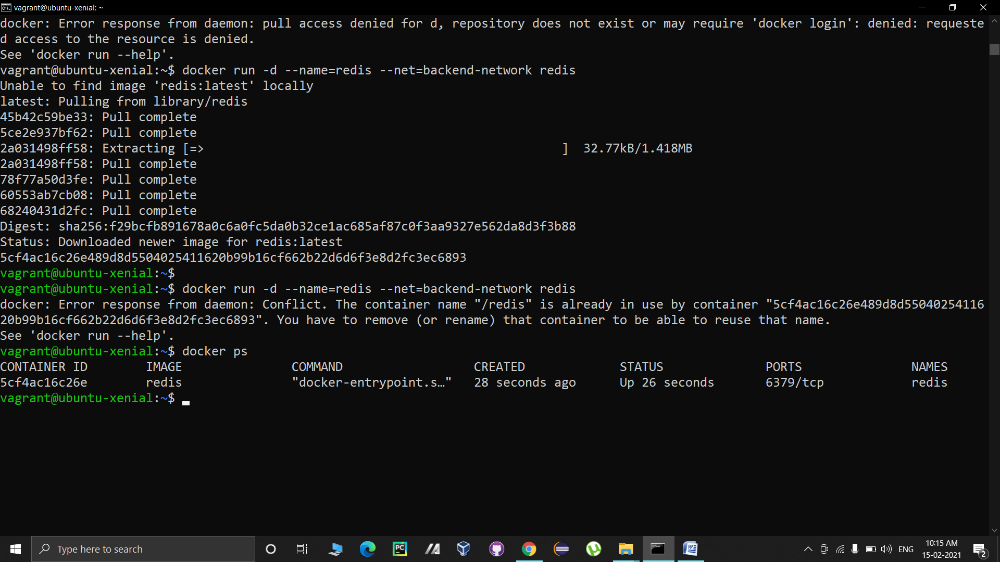 vagrant@ubuntu-xenial: ~
docker: Error response from daemon: pull access denied for d, repository does not exist or may require 'docker login': denied: requeste
d access to the resource is denied.
See 'docker run --help'.
vagrant@ubuntu-xenial:~$ docker run -d --name=redis --net=backend-network redis
Unable to find image 'redis:latest' locally
latest: Pulling from library/redis
45b42c59be33: Pull complete
5ce2e937bf62: Pull complete
2a031498ff58: Extracting [=>                                                 ]  32.77kB/1.418MB
2a031498ff58: Pull complete
78f77a50d3fe: Pull complete
60553ab7cb08: Pull complete
68240431d2fc: Pull complete
Digest: sha256:f29bcfb891678a0c6a0fc5da0b32ce1ac685af87c0f3aa9327e562da8d3f3b88
Status: Downloaded newer image for redis:latest
5cf4ac16c26e489d8d5504025411620b99b16cf662b22d6d6f3e8d2fc3ec6893
vagrant@ubuntu-xenial:~$
vagrant@ubuntu-xenial:~$ docker run -d --name=redis --net=backend-network redis
docker: Error response from daemon: Conflict. The container name "/redis" is already in use by container "5cf4ac16c26e489d8d55040254116
20b99b16cf662b22d6d6f3e8d2fc3ec6893". You have to remove (or rename) that container to be able to reuse that name.
See 'docker run --help'.
vagrant@ubuntu-xenial:~$ docker ps
CONTAINER ID        IMAGE               COMMAND                  CREATED             STATUS              PORTS               NAMES
5cf4ac16c26e        redis               "docker-entrypoint.s…"   28 seconds ago      Up 26 seconds       6379/tcp            redis
vagrant@ubuntu-xenial:~$
Type here to search
PC
ENG
10:15 AM
15-02-2021
2